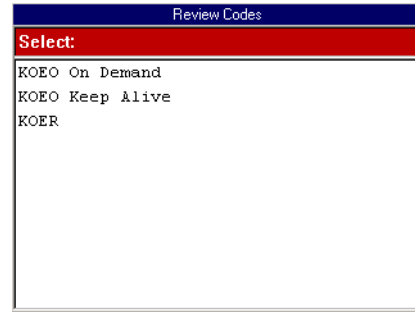 Review Codes
Select:
KOEO On Demand
KOEO Keep Alive
KOER